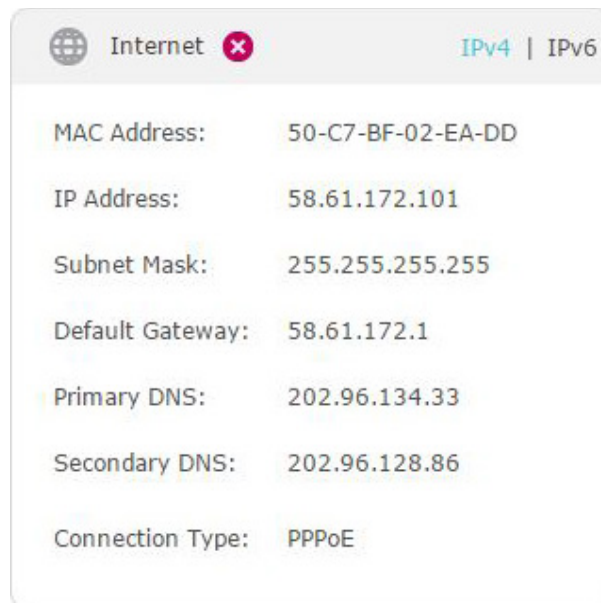 Internet IPv4 | IPv6
MAC Address: 50-C7-BF-02-EA-DD
IP Address: 58.61.172.101
Subnet Mask: 255.255.255.255
Default Gateway: 58.61.172.1
Primary DNS: 202.96.134.33
Secondary DNS: 202.96.128.86
Connection Type: PPPoE